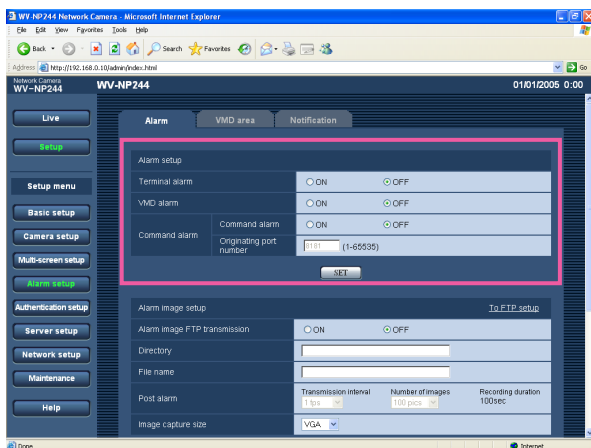 WV-NP244 Network Camera - Microsoft Internet Explorer
File Edit View Favorites Tools Help
Back Search Favorites
Address http://192.168.0.10/admin/index.html Go
Network Camera
WV-NP244
WV-NP244 01/01/2005 0:00
Live
Setup
Setup menu
Basic setup
Camera setup
Multi-screen setup
Alarm setup
Authentication setup
Server setup
Network setup
Maintenance
Help
Alarm VMD area Notification
Alarm setup
Terminal alarm ON OFF
VMD alarm ON OFF
Command alarm Command alarm ON OFF
Originating port number 8181 (1-65535)
SET
Alarm image setup To FTP setup
Alarm image FTP transmission ON OFF
Directory
File name
Post alarm Transmission interval Number of images Recording duration
1 fps 100 pics 100sec
Image capture size VGA
Done Internet